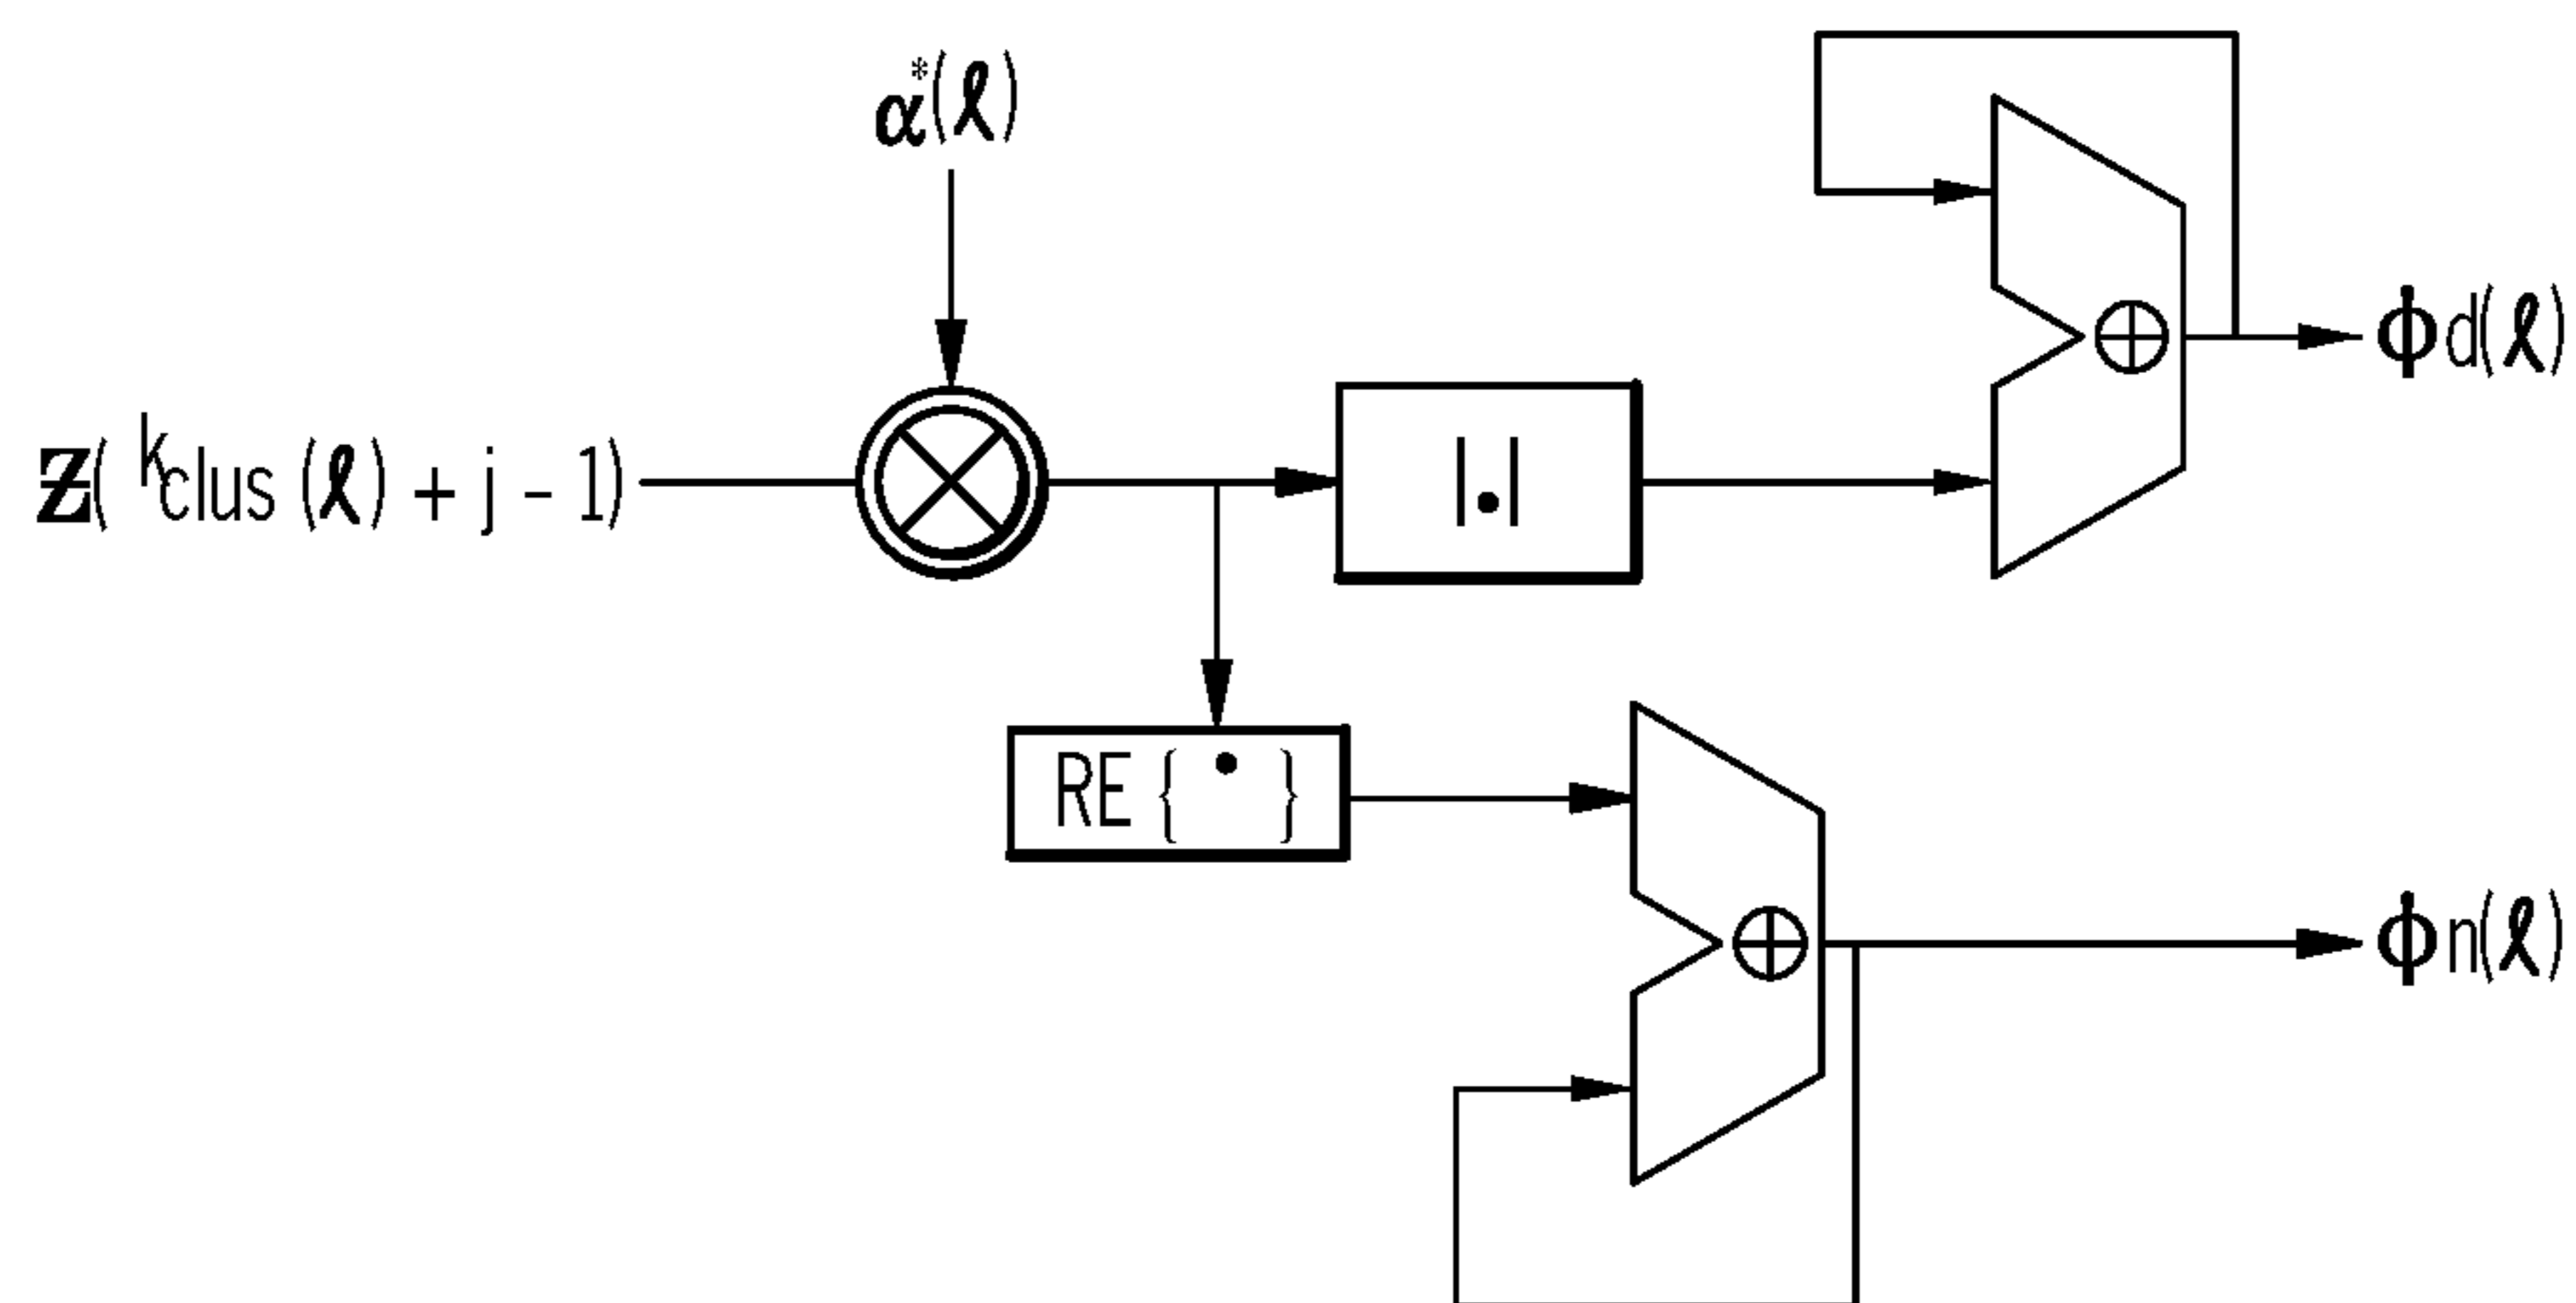 α*(ℓ)
Z( kclus (ℓ) + j - 1)
|.|
ϕd(ℓ)
RE { • }
ϕn(ℓ)